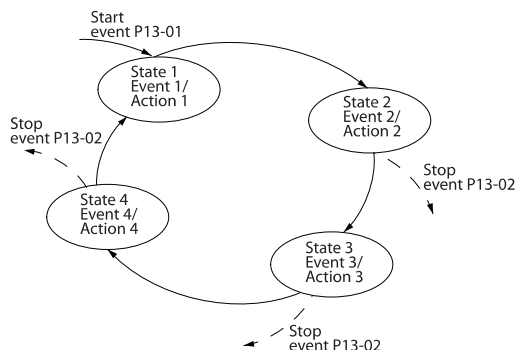 Start
event P13-01
State 1
Event 1/
Action 1
State 2
Event 2/
Action 2
Stop
event P13-02
Stop
event P13-02
State 4
Event 4/
Action 4
State 3
Event 3/
Action 3
Stop
event P13-02